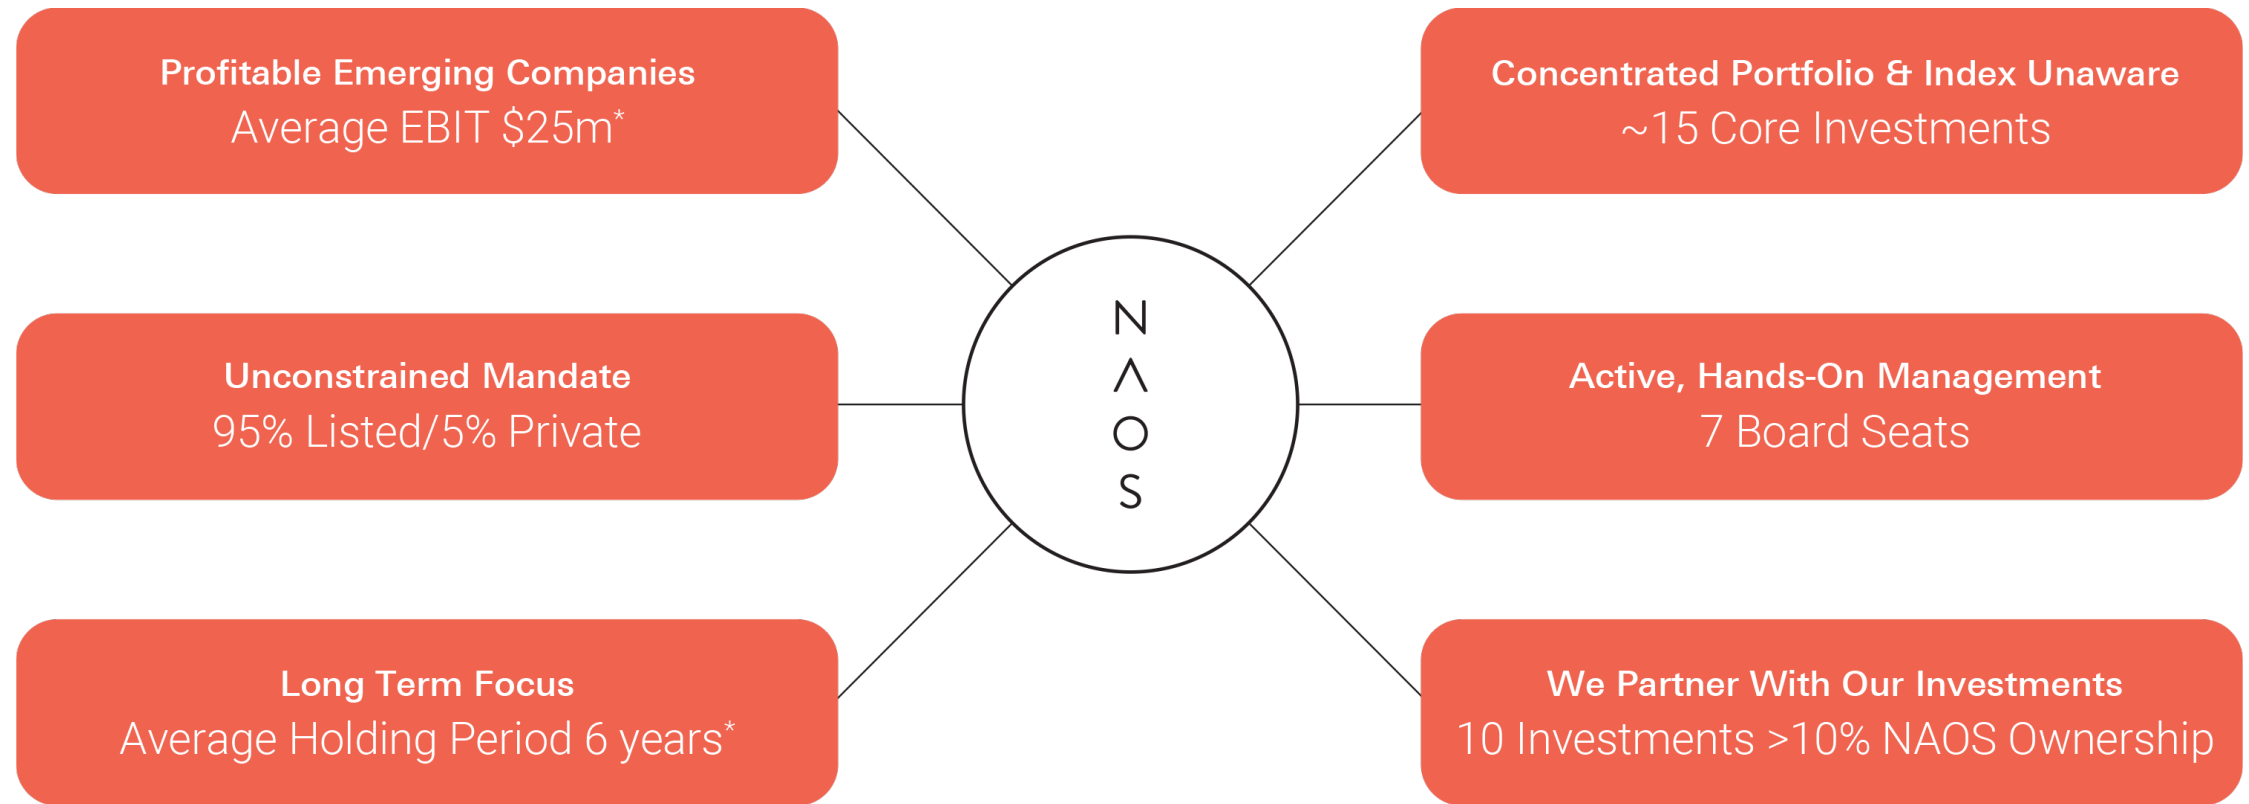 Profitable Emerging Companies
Average EBIT $25m*
Concentrated Portfolio & Index Unaware
~15 Core Investments
N
Λ
O
S
Unconstrained Mandate
95% Listed/5% Private
Active, Hands-On Management
7 Board Seats
Long Term Focus
Average Holding Period 6 years*
We Partner With Our Investments
10 Investments >10% NAOS Ownership